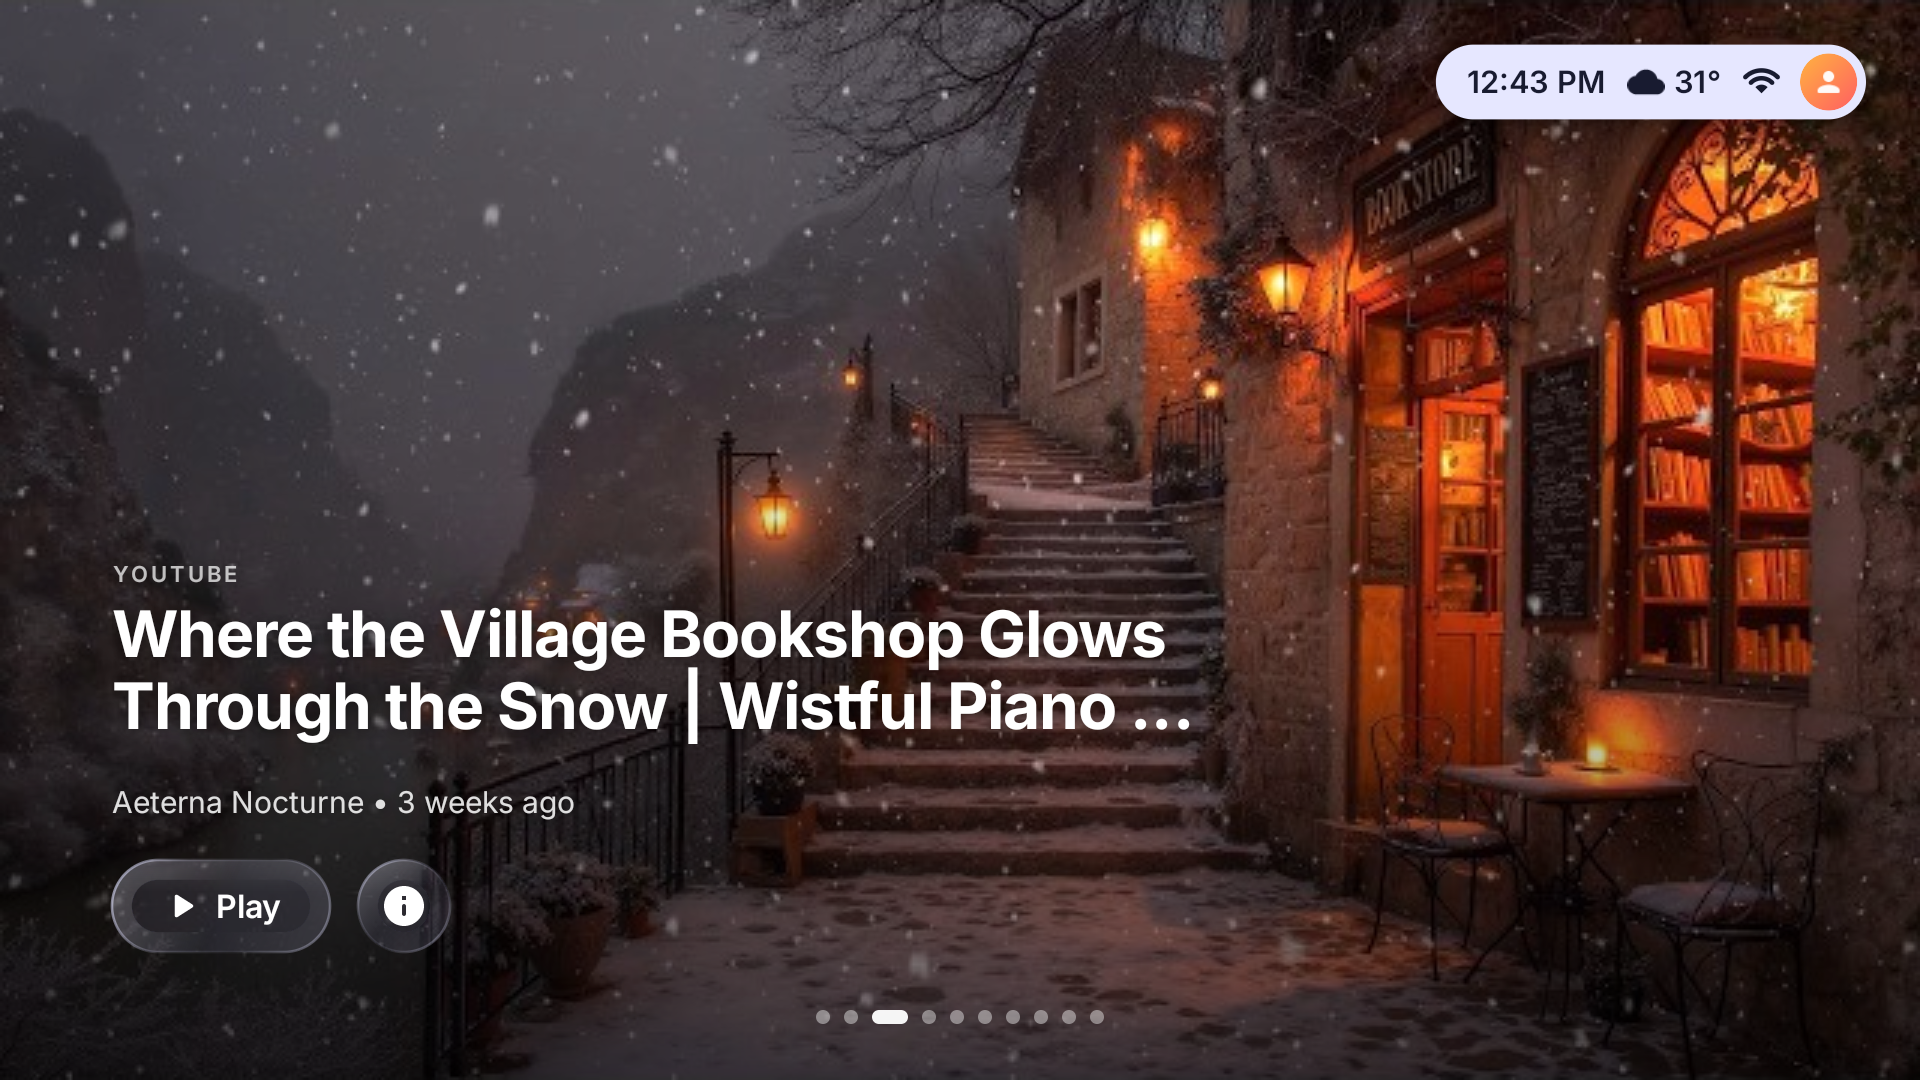 12:43 PM 31°
BOOK STORE
YOUTUBE
Where the Village Bookshop Glows
Through the Snow | Wistful Piano ...
Aeterna Nocturne • 3 weeks ago
Play